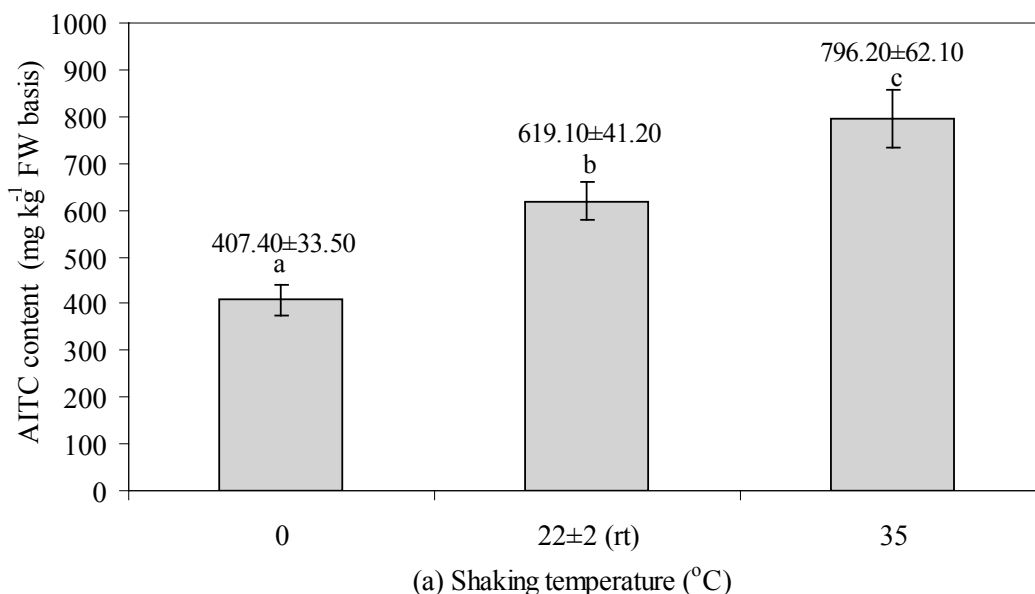 AITC content (mg kg-1 FW basis)
1000
900
800
700
600
500
400
300
200
100
0
407.40±33.50
a
619.10±41.20
b
796.20±62.10
c
0
22±2 (rt)
35
(a) Shaking temperature (oC)